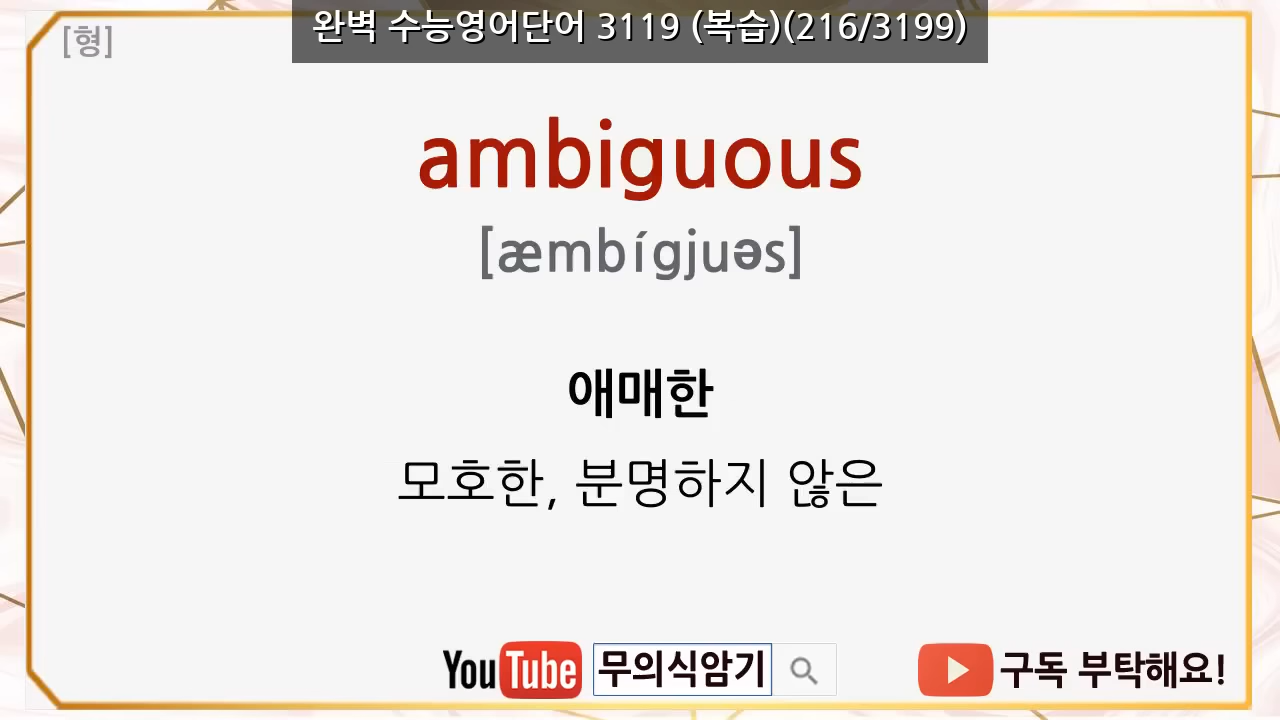 완벽 수능영어단어 3119 (복습)(216/3199)
[형]
ambiguous
[æmbíɡjuəs]
애매한
모호한, 분명하지 않은
YouTube 무의식암기 구독 부탁해요!